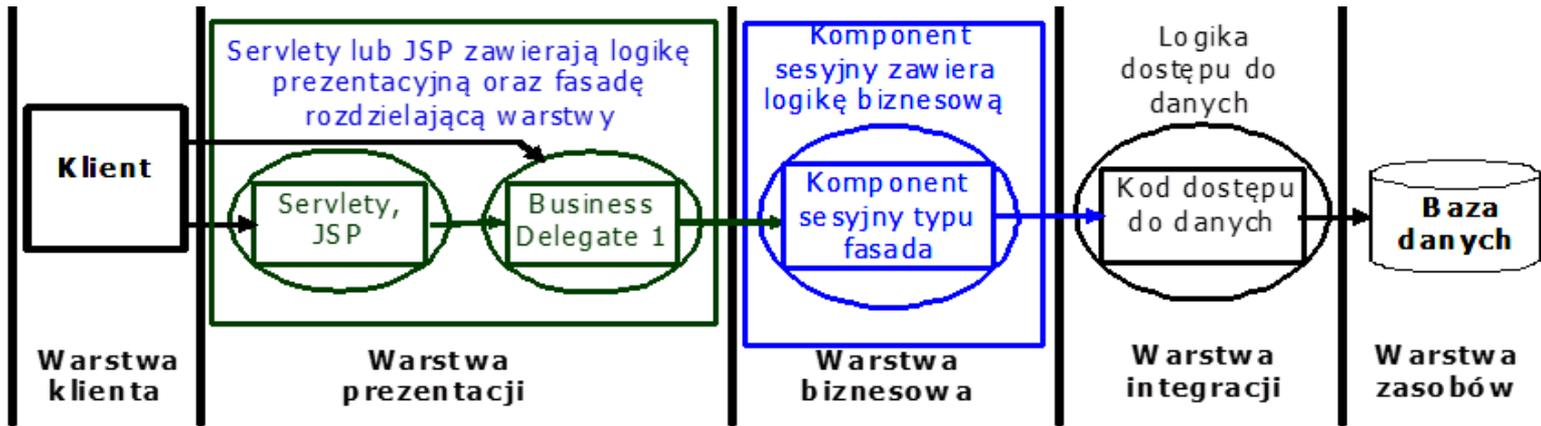 Servlety lub JSP zawierają logikę
prezentacyjną oraz fasadę
rozdzielającą warstwy
Komponent
sesyjny zawiera
logikę biznesową
Logika
dostępu do
danych
Klient
Servlety,
JSP
Business
Delegate 1
Komponent
sesyjny typu
fasada
Kod dostępu
do danych
Baza
danych
Warstwa
klienta
Warstwa
prezentacji
Warstwa
biznesowa
Warstwa
integracji
Warstwa
zasobów